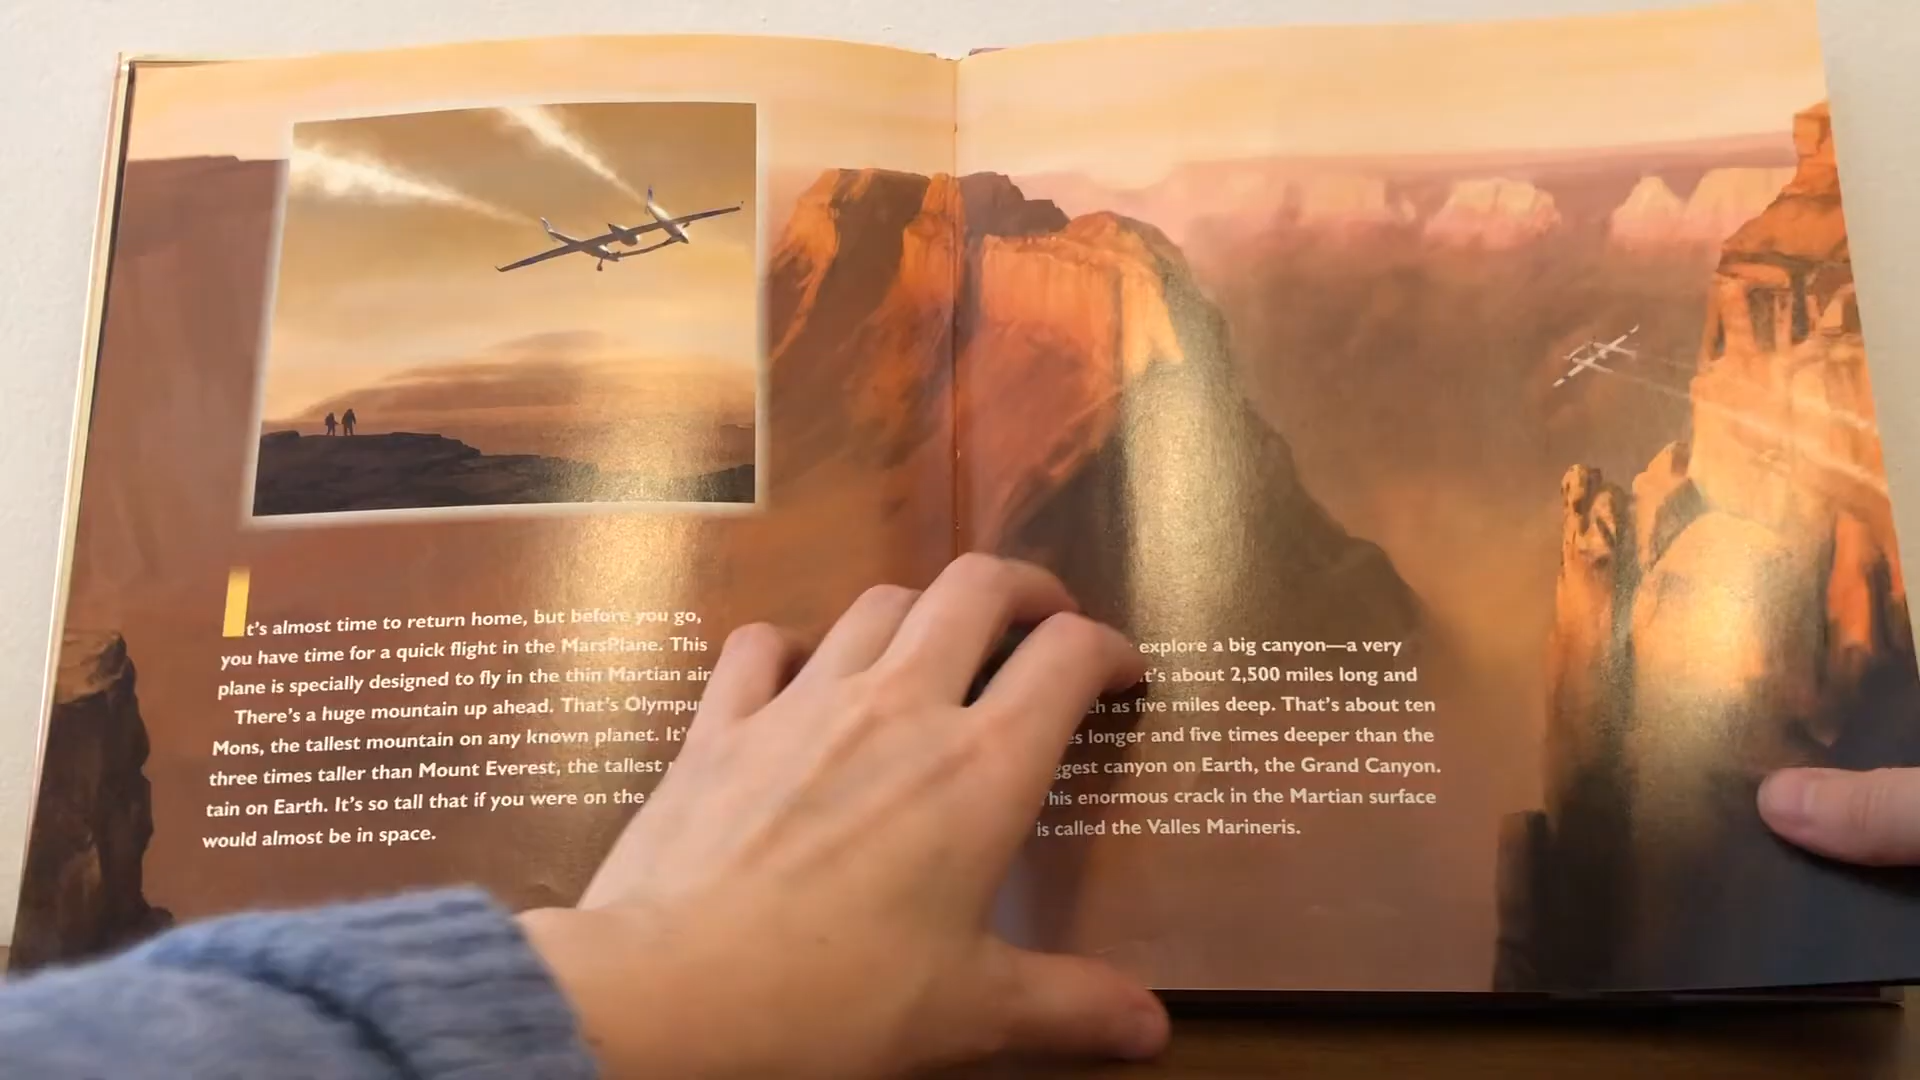 It's almost time to return home, but before you go,
you have time for a quick flight in the MarsPlane. This
plane is specially designed to fly in the thin Martian air
There's a huge mountain up ahead. That's
Mons, the tallest mountain on any known planet.
three times taller than Mount Everest, the tallest
tain on Earth. It's so tall that if you were on the
would almost be in space.
explore a big canyon—a very
about 2,500 miles long and
as five miles deep. That's about ten
longer and five times deeper than the
canyon on Earth, the Grand Canyon.
This enormous crack in the Martian surface
is called the Valles Marineris.